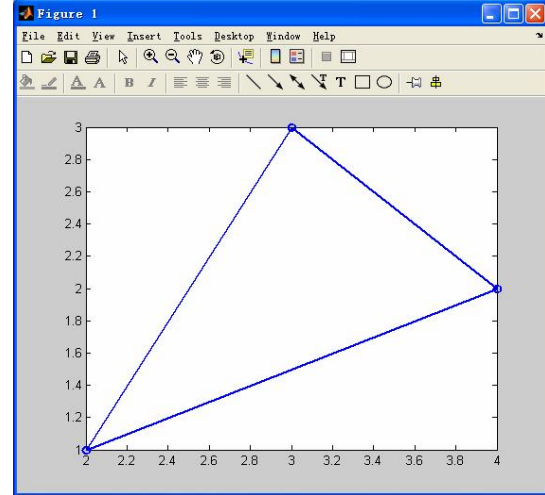 Figure 1
File Edit View Insert Tools Desktop Window Help
A A B I T T
3
2.8
2.6
2.4
2.2
2
1.8
1.6
1.4
1.2
1
2 2.2 2.4 2.6 2.8 3 3.2 3.4 3.6 3.8 4